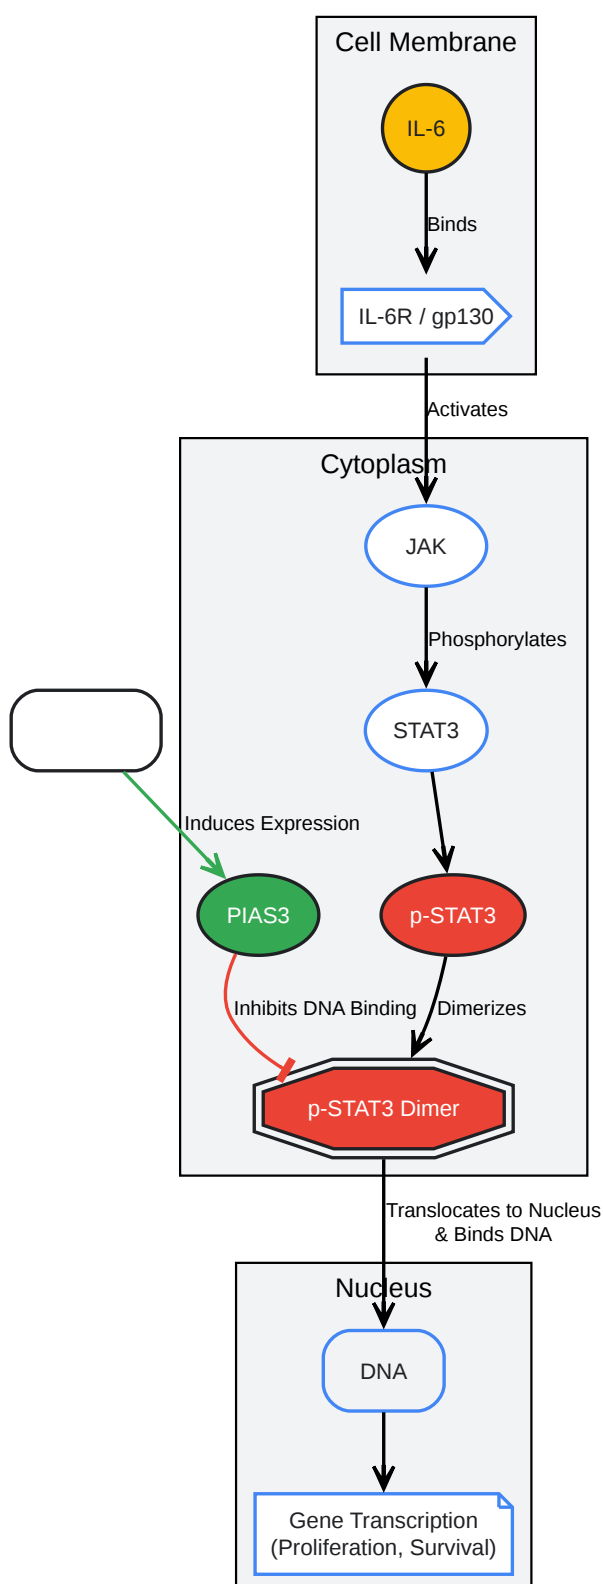 Cell Membrane
IL-6
Binds
IL-6R / gp130
Activates
Cytoplasm
JAK
Phosphorylates
STAT3
Induces Expression
PIAS3
p-STAT3
Inhibits DNA Binding
Dimerizes
p-STAT3 Dimer
Translocates to Nucleus
& Binds DNA
Nucleus
DNA
Gene Transcription
(Proliferation, Survival)